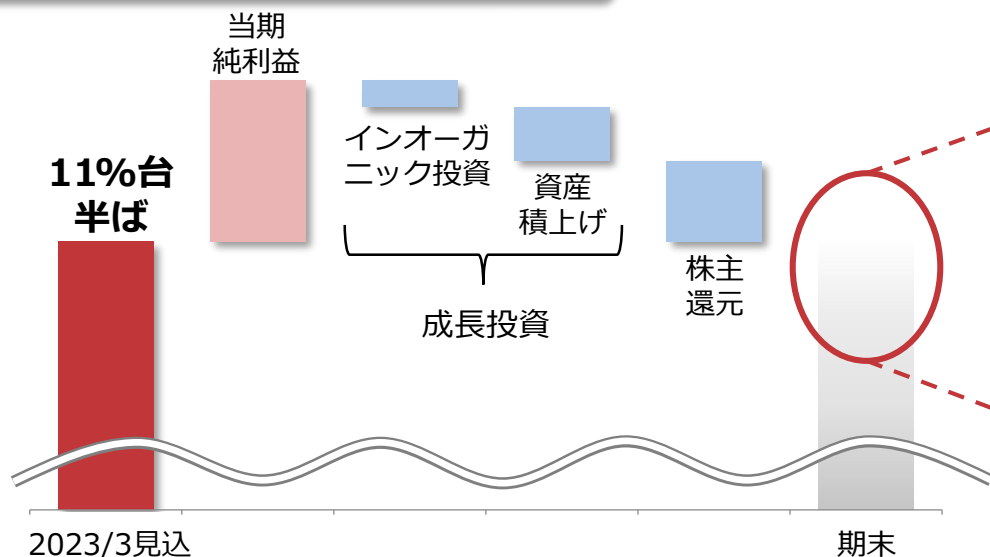 当期
純利益
11%台
半ば
インオーガ
ニック投資
資産
積上げ
成長投資
株主
還元
2023/3見込
期末